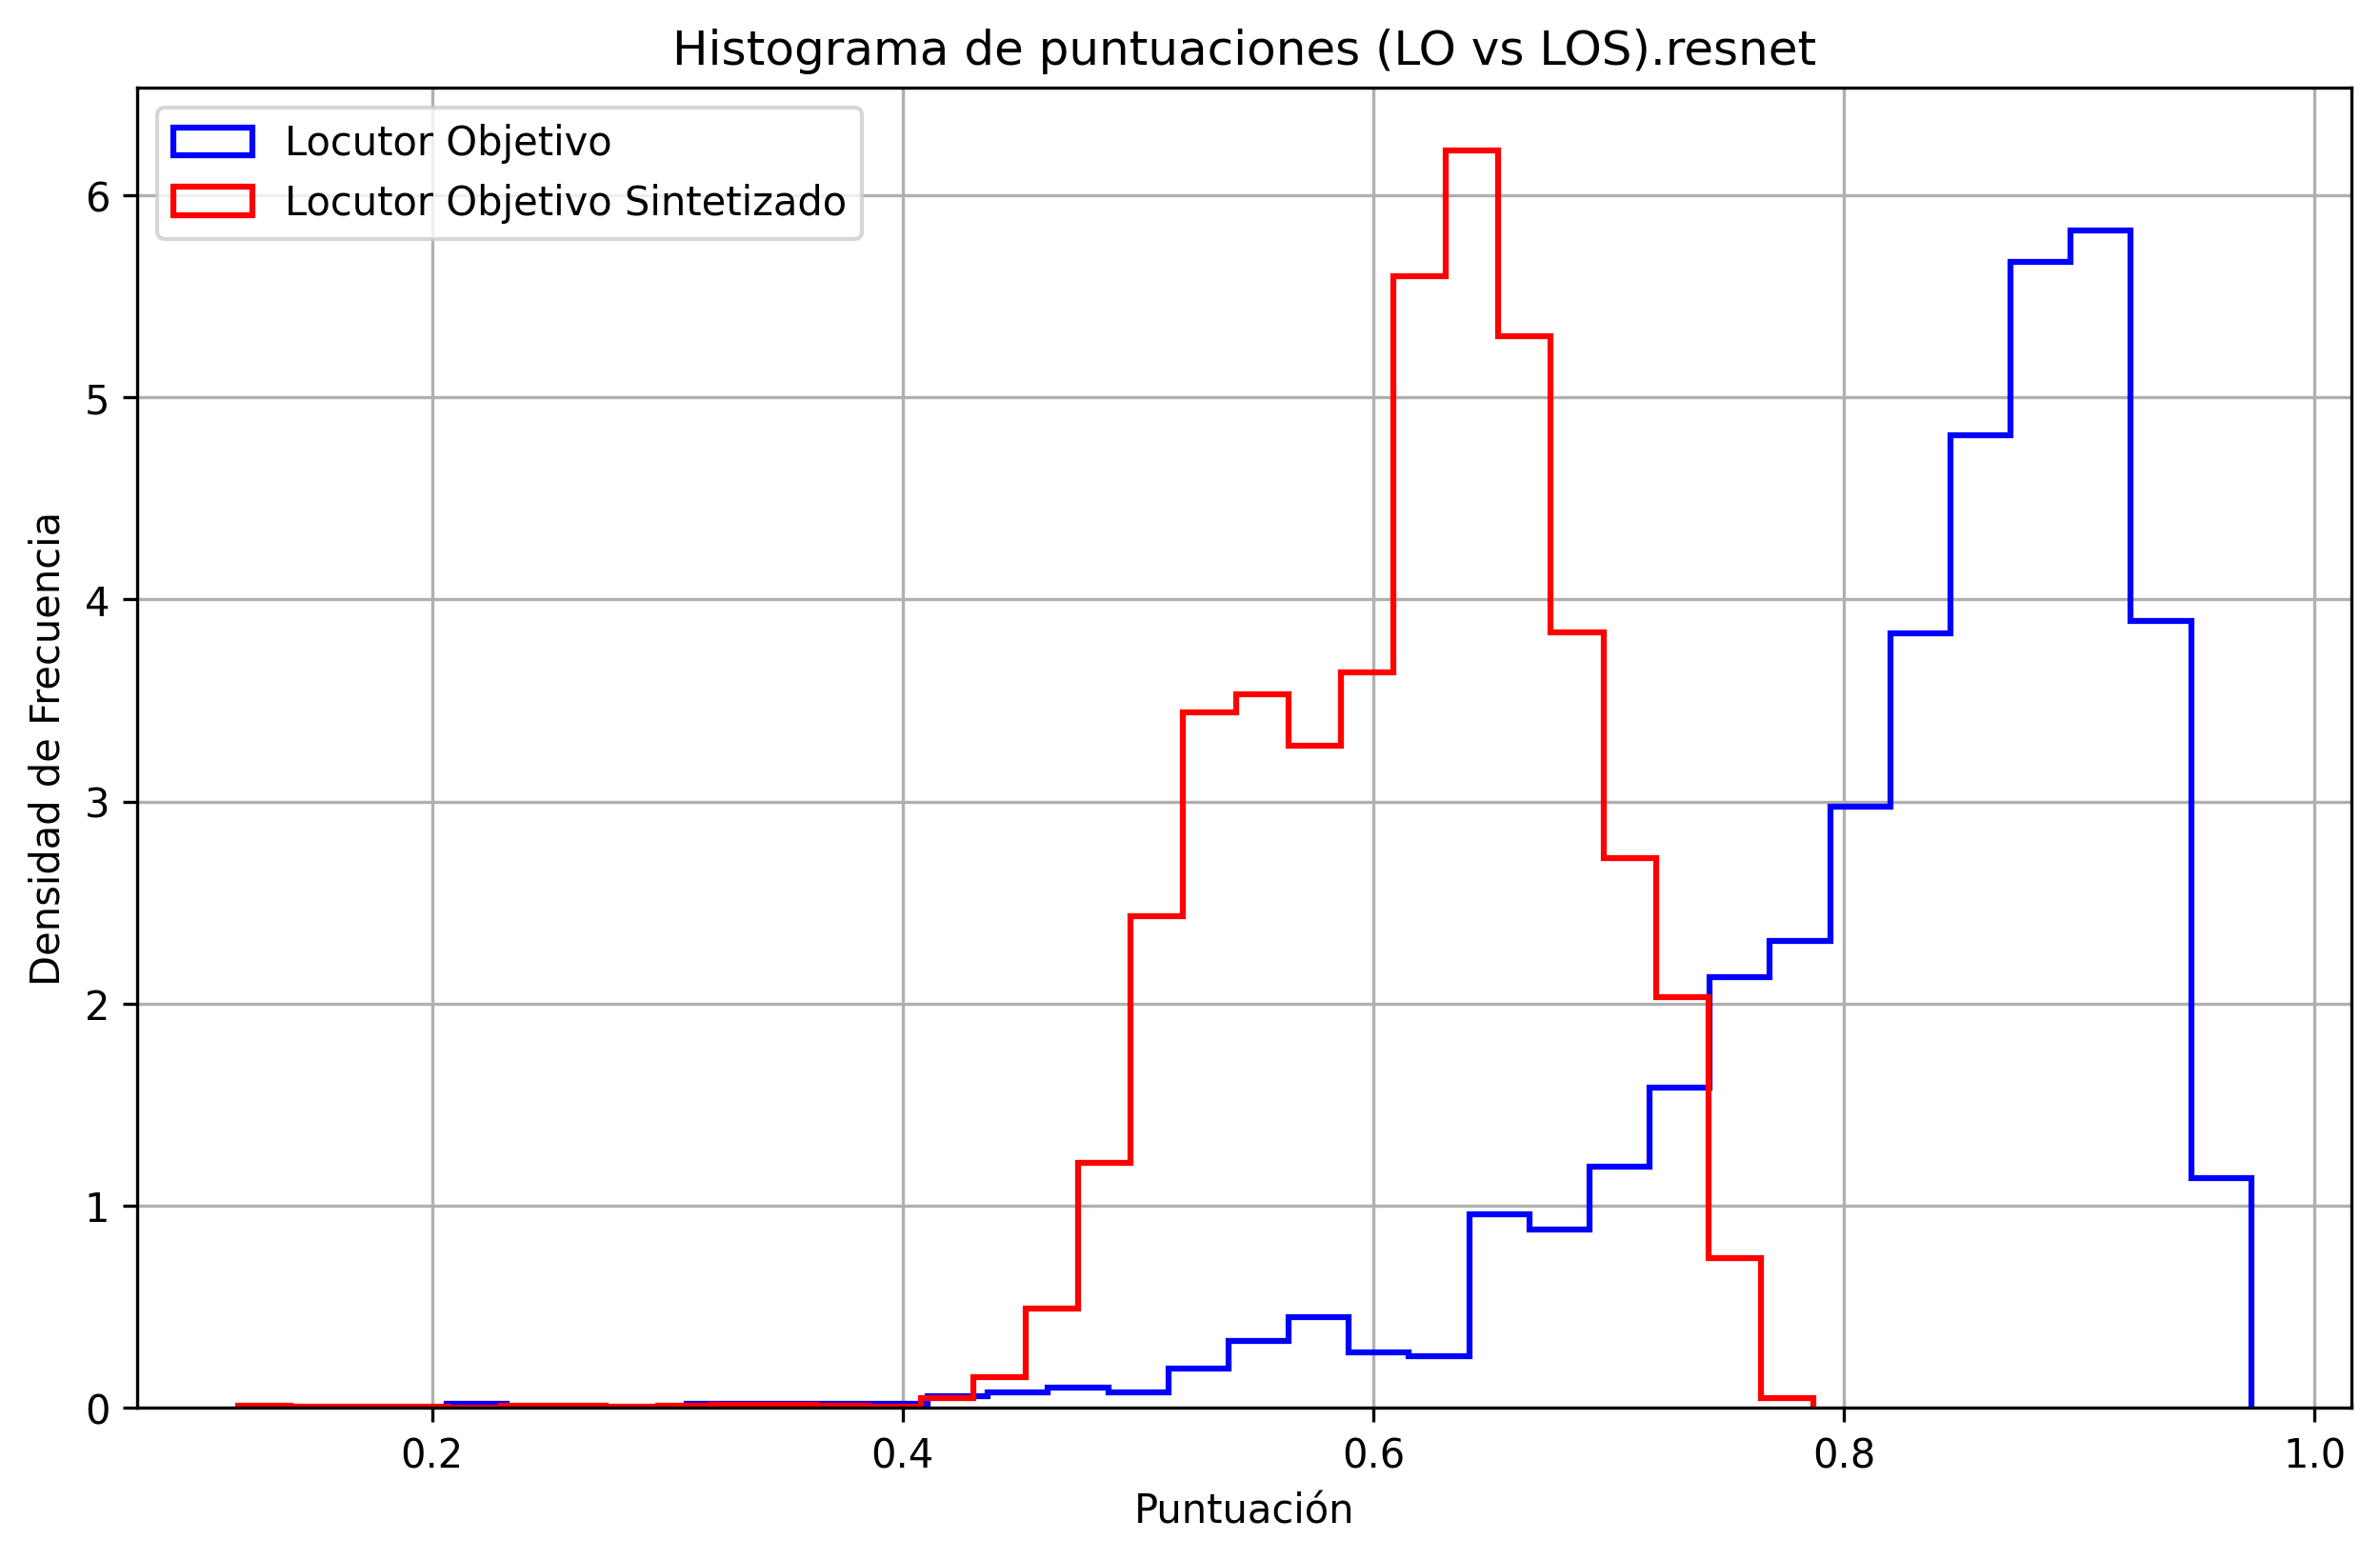 Histograma de puntuaciones (LO vs LOS).resnet
Locutor Objetivo
Locutor Objetivo Sintetizado
Densidad de Frecuencia
6
5
4
3
2
1
0
0.2 0.4 0.6 0.8 1.0
Puntuación